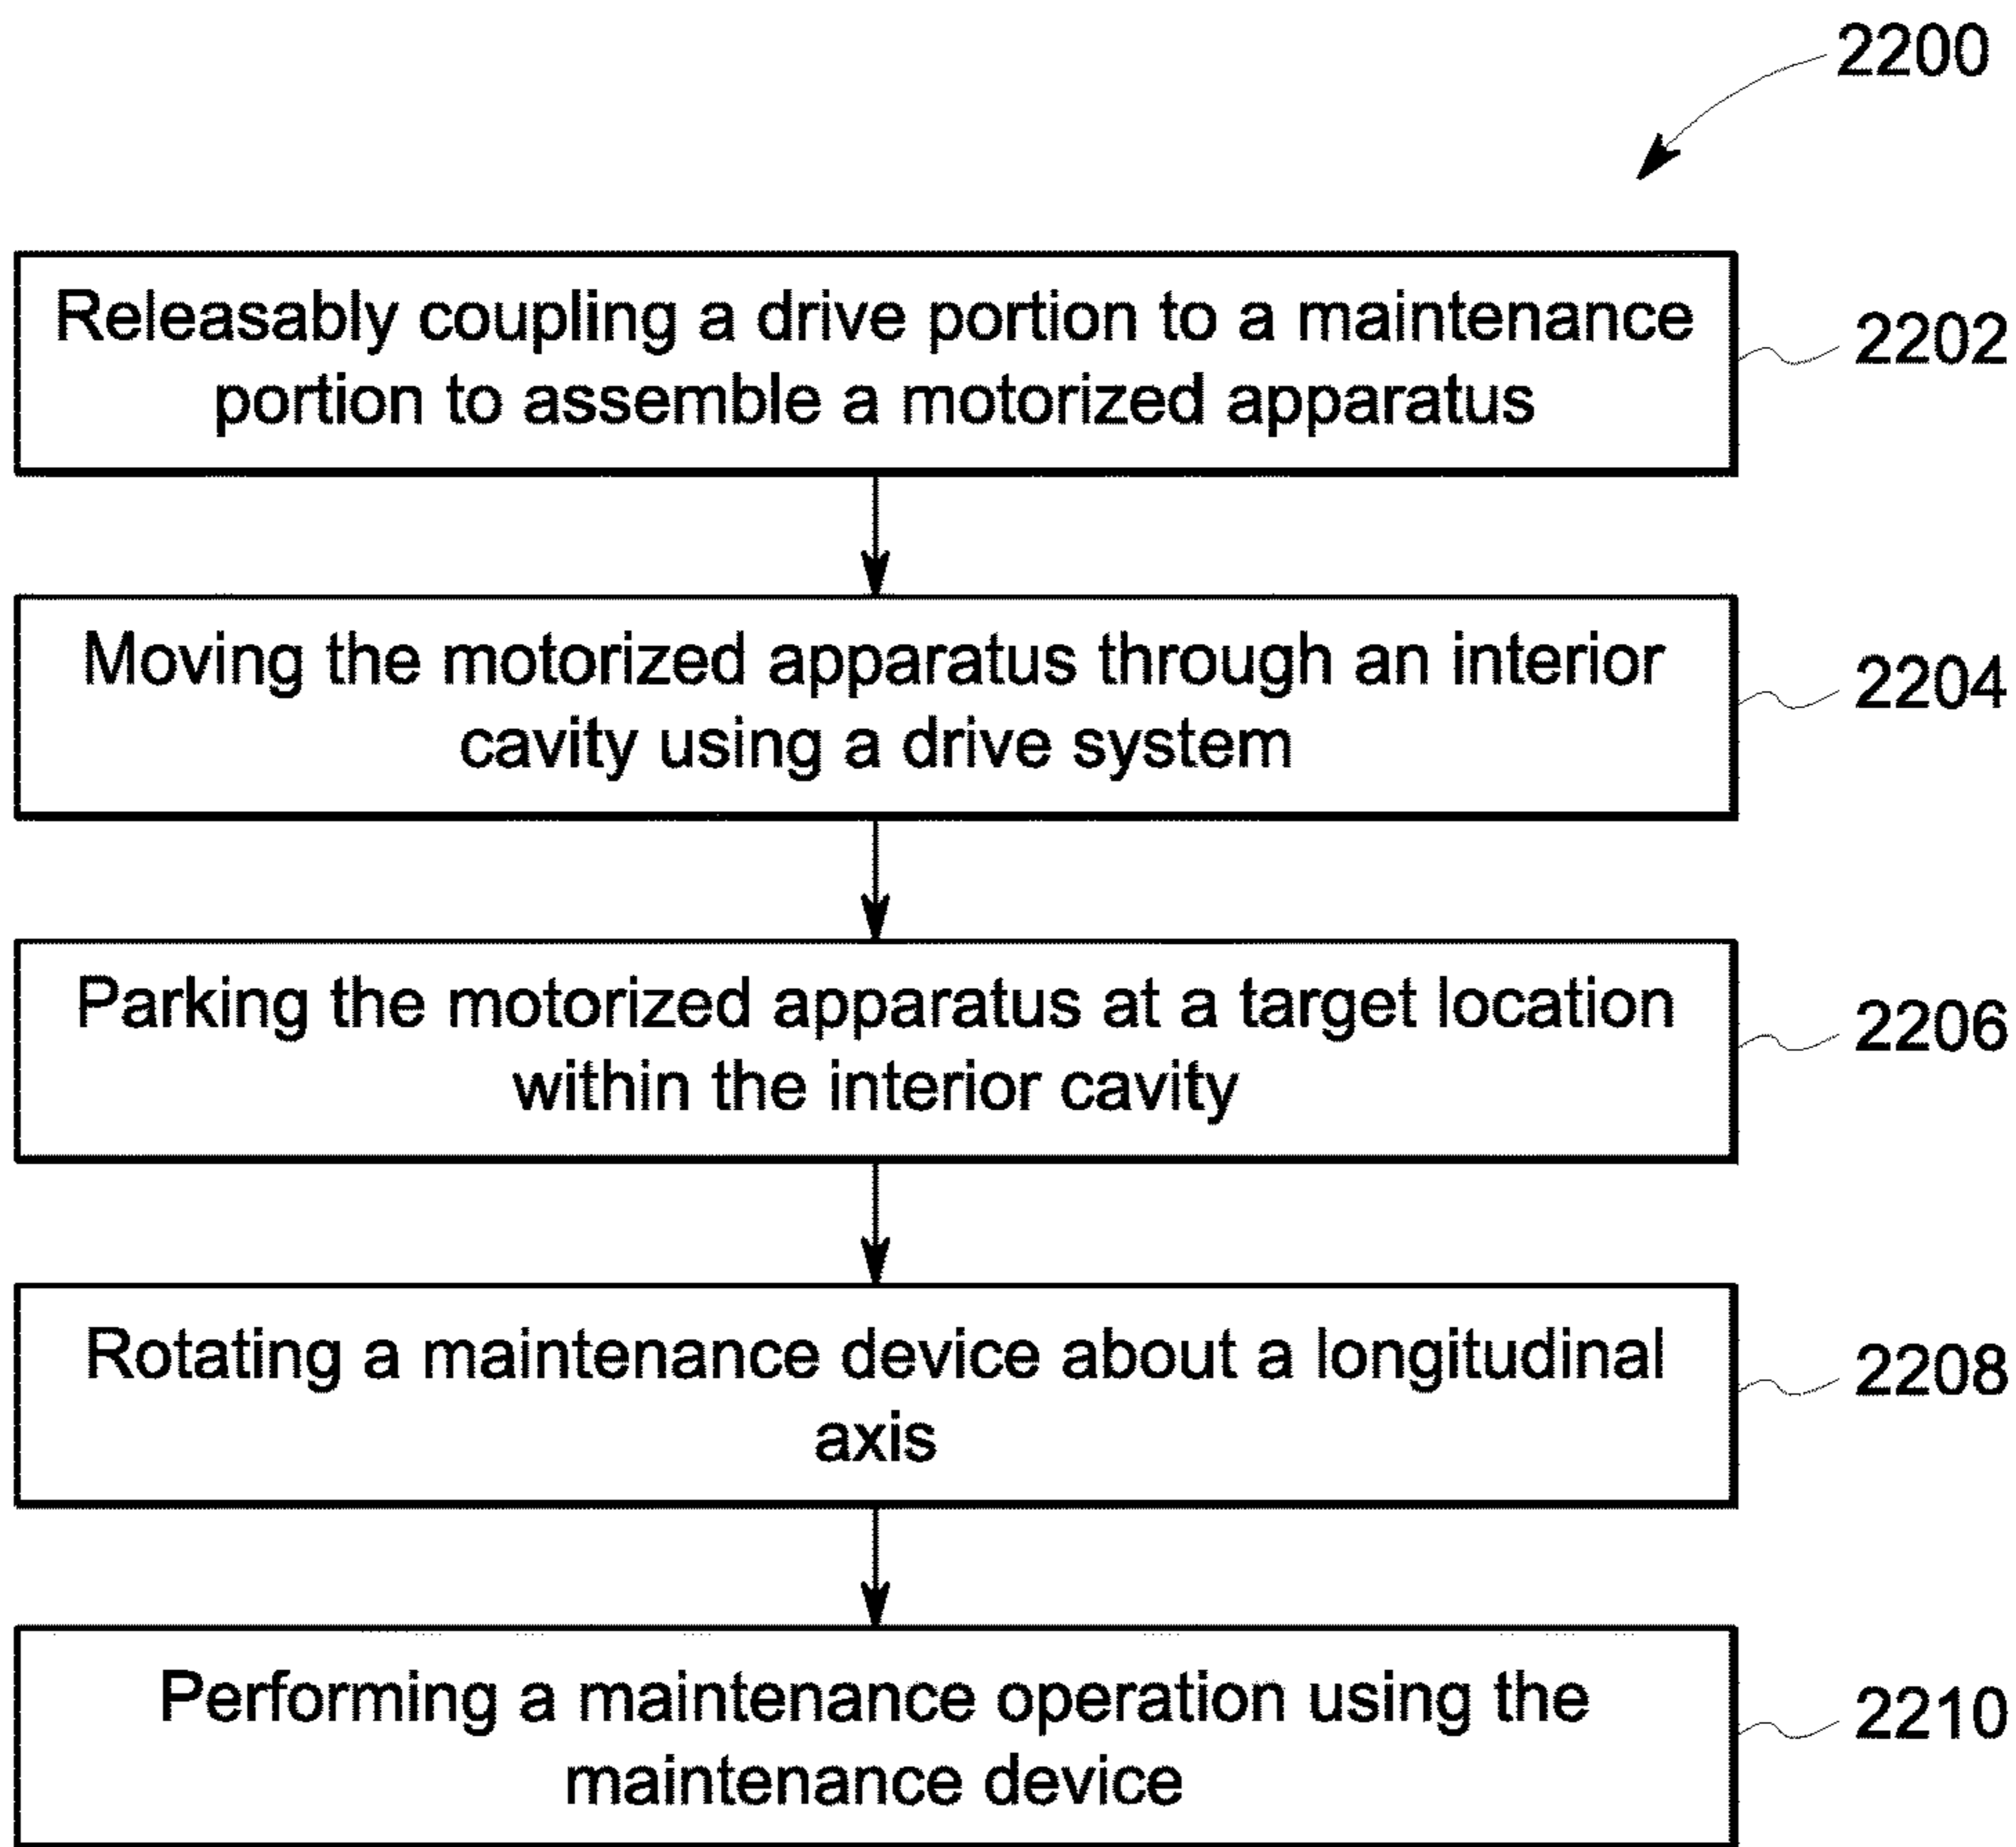 2200
Releasably coupling a drive portion to a maintenance
portion to assemble a motorized apparatus
2202
Moving the motorized apparatus through an interior
cavity using a drive system
2204
Parking the motorized apparatus at a target location
within the interior cavity
2206
Rotating a maintenance device about a longitudinal
axis
2208
Performing a maintenance operation using the
maintenance device
2210